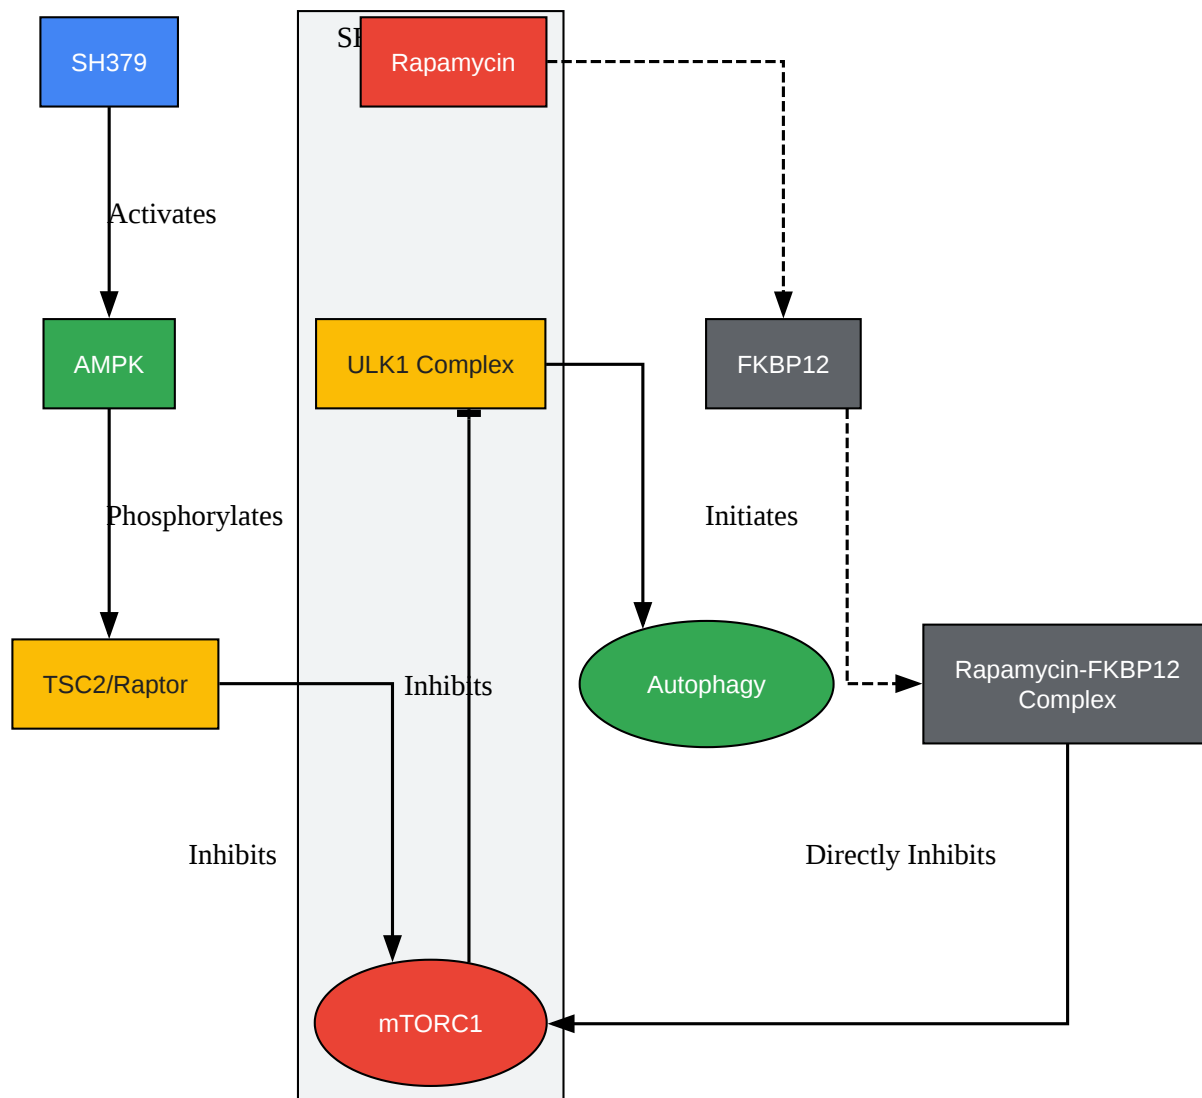 SH379
Rapamycin
Activates
AMPK
ULK1 Complex
FKBP12
Phosphorylates
Initiates
TSC2/Raptor
Inhibits
Autophagy
Rapamycin-FKBP12
Complex
Inhibits
Directly Inhibits
mTORC1